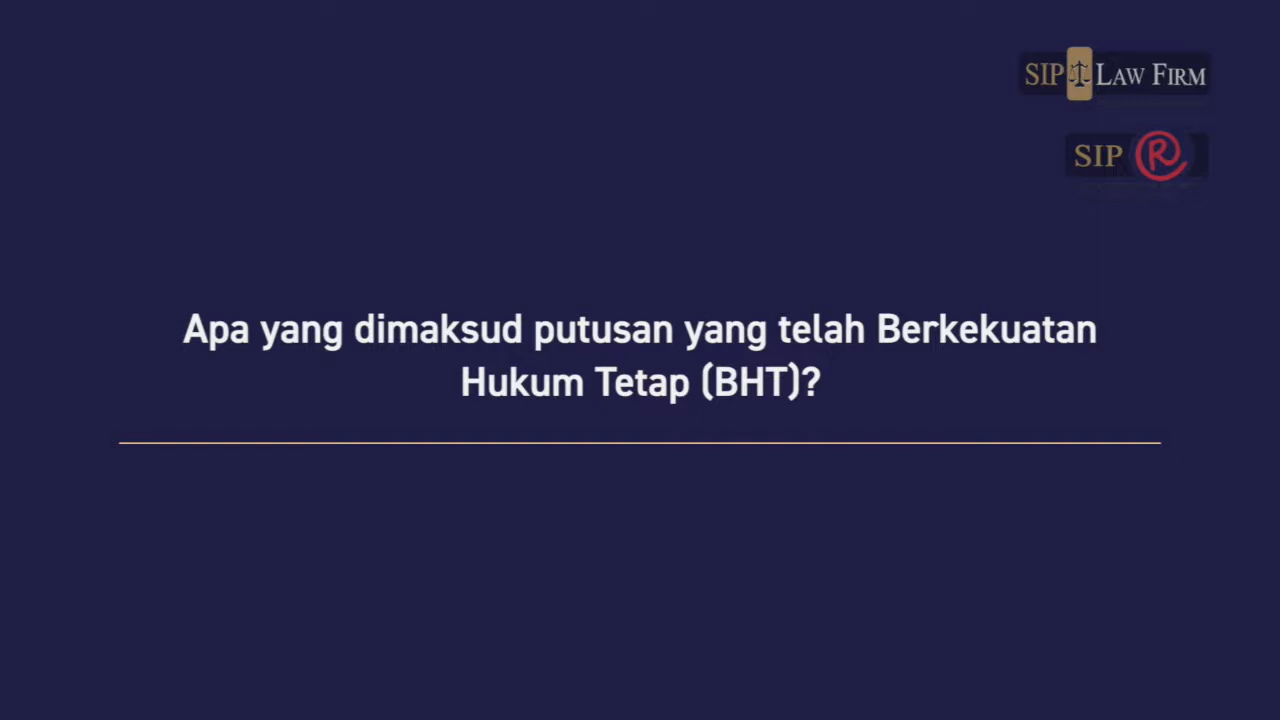 SIP LAW FIRM
SIP R
Apa yang dimaksud putusan yang telah Berkekuatan
Hukum Tetap (BHT)?